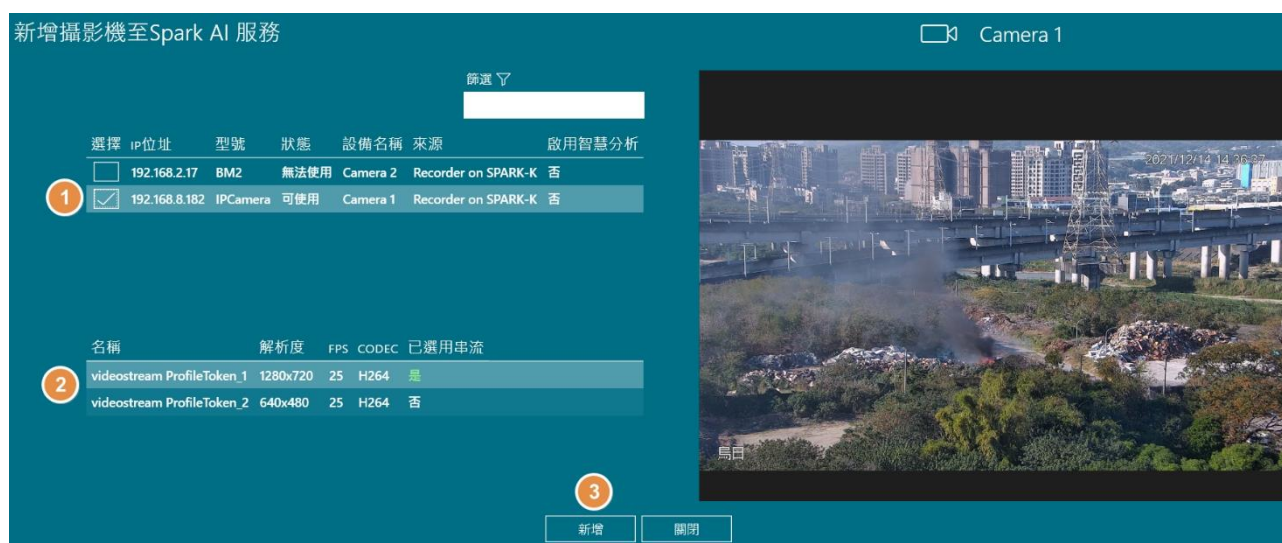 新增攝影機至Spark AI 服務
Camera 1
篩選
選擇 IP位址 型號 狀態 設備名稱 來源 啟用智慧分析
192.168.2.17 BM2 無法使用 Camera 2 Recorder on SPARK-K 否
1
192.168.8.182 IPCamera 可使用 Camera 1 Recorder on SPARK-K 否
2021/12/14 14:36:37
名稱 解析度 FPS CODEC 已選用串流
2
videostream ProfileToken_1 1280x720 25 H264 是
videostream ProfileToken_2 640x480 25 H264 否
烏日
3
新增 關閉